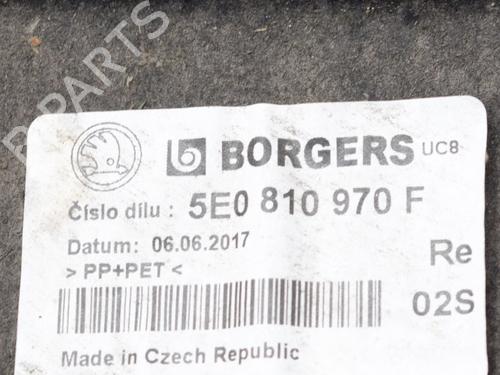 B-PARTS
BORGERS UC8
Číslo dílu : 5E0 810 970 F
Datum: 06.06.2017
Re
> PP+PET <
02S
Made in Czech Republic